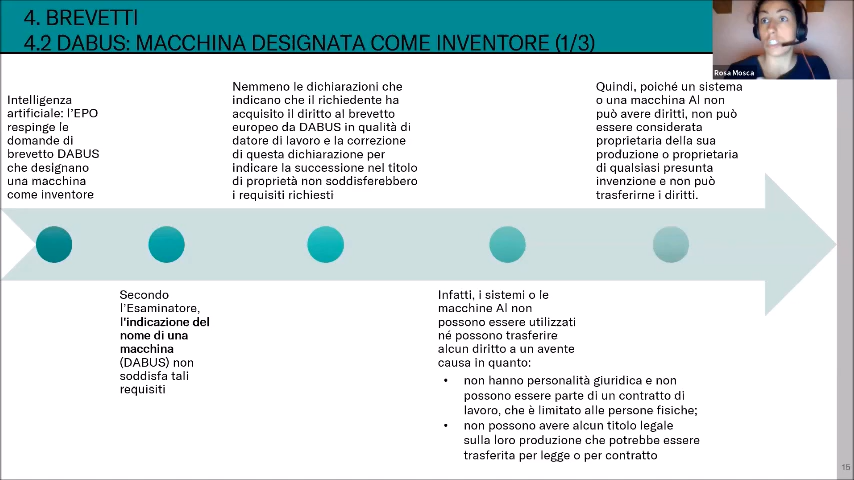 4. BREVETTI
4.2 DABUS: MACCHINA DESIGNATA COME INVENTORE (1/3)
Rosa Mosca
Intelligenza
artificiale: l’EPO
respinge le
domande di
brevetto DABUS
che designano
una macchina
come inventore
Nemmeno le dichiarazioni che
indicano che il richiedente ha
acquisito il diritto al brevetto
europeo da DABUS in qualità di
datore di lavoro e la correzione
di questa dichiarazione per
indicare la successione nel titolo
di proprietà non soddisferebbero
i requisiti richiesti
Quindi, poiché un sistema
o una macchina AI non
può avere diritti, non può
essere considerata
proprietaria della sua
produzione o proprietaria
di qualsiasi presunta
invenzione e non può
trasferirne i diritti.
Secondo
l’Esaminatore,
l’indicazione del
nome di una
macchina
(DABUS) non
soddisfa tali
requisiti
Infatti, i sistemi o le
macchine AI non
possono essere utilizzati
né possono trasferire
alcun diritto a un avente
causa in quanto:
• non hanno personalità giuridica e non
possono essere parte di un contratto di
lavoro, che è limitato alle persone fisiche;
• non possono avere alcun titolo legale
sulla loro produzione che potrebbe essere
trasferita per legge o per contratto
15